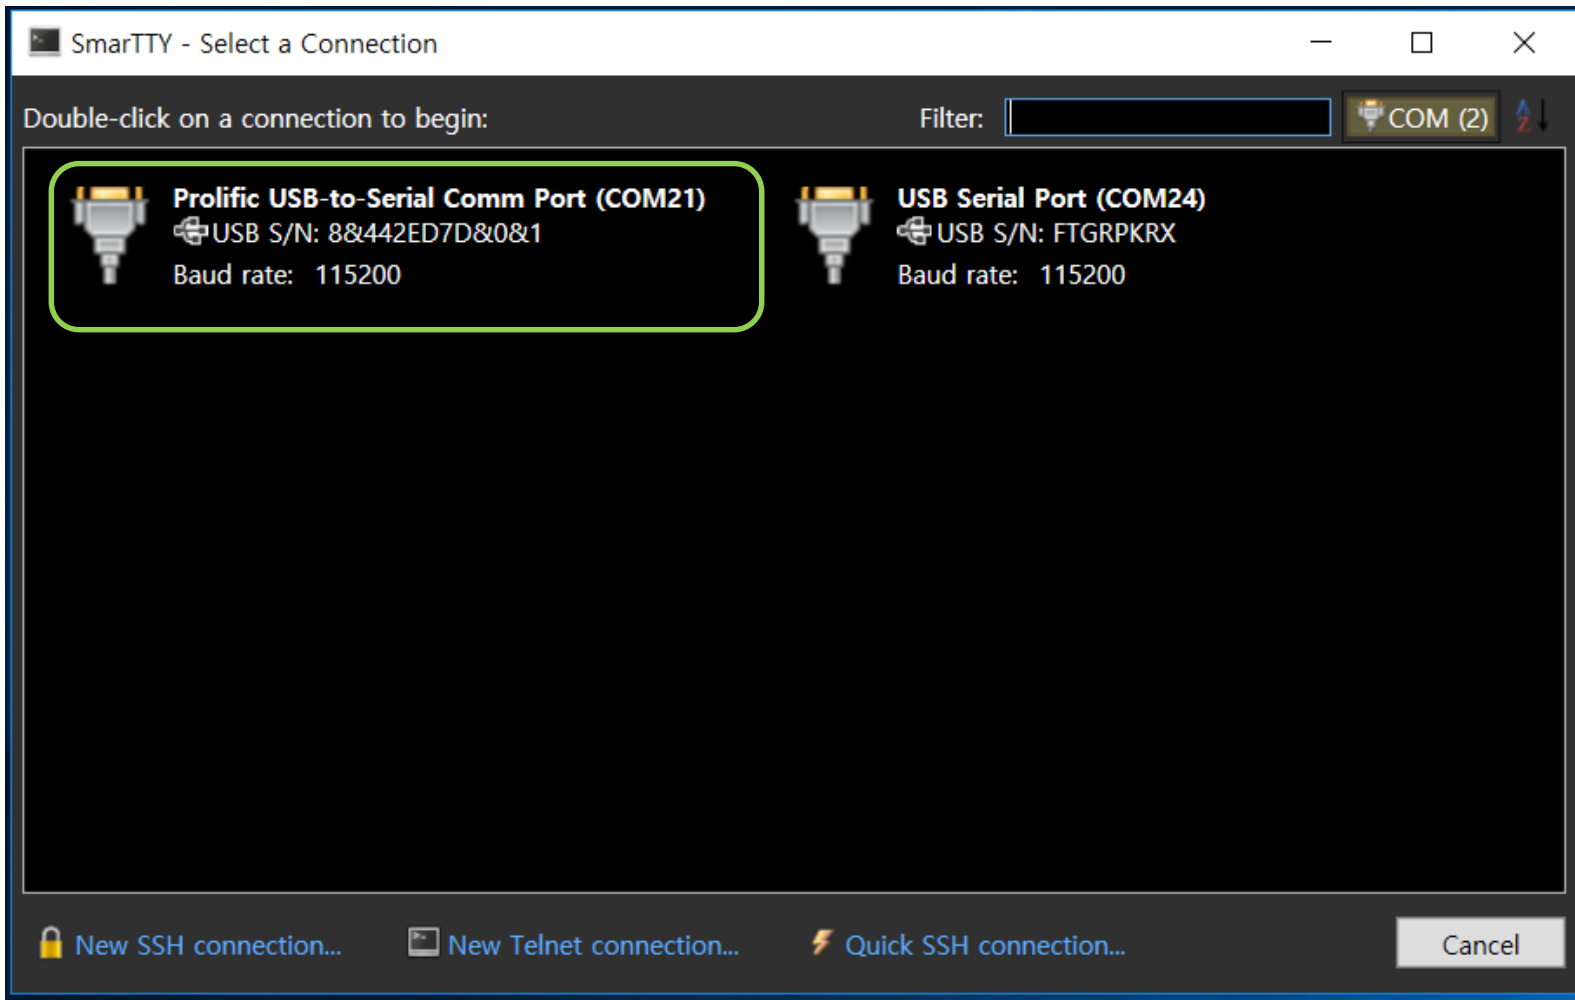 SmarTTY - Select a Connection
Double-click on a connection to begin:
Filter:
COM (2)
Prolific USB-to-Serial Comm Port (COM21)
USB S/N: 8&442ED7D&0&1
Baud rate: 115200
USB Serial Port (COM24)
USB S/N: FTGRPKRX
Baud rate: 115200
New SSH connection...
New Telnet connection...
Quick SSH connection...
Cancel